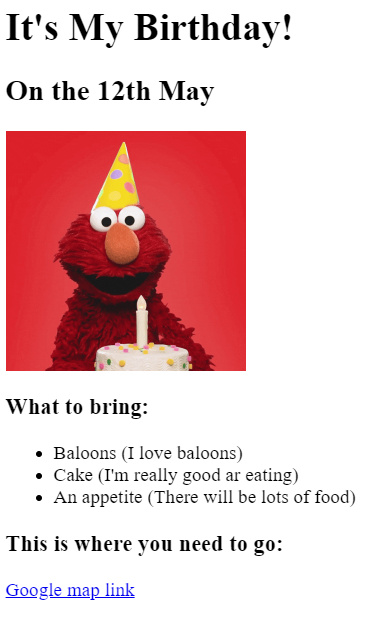 It's My Birthday!
On the 12th May
What to bring:
Baloons (I love baloons)
Cake (I'm really good ar eating)
An appetite (There will be lots of food)
This is where you need to go:
Google map link